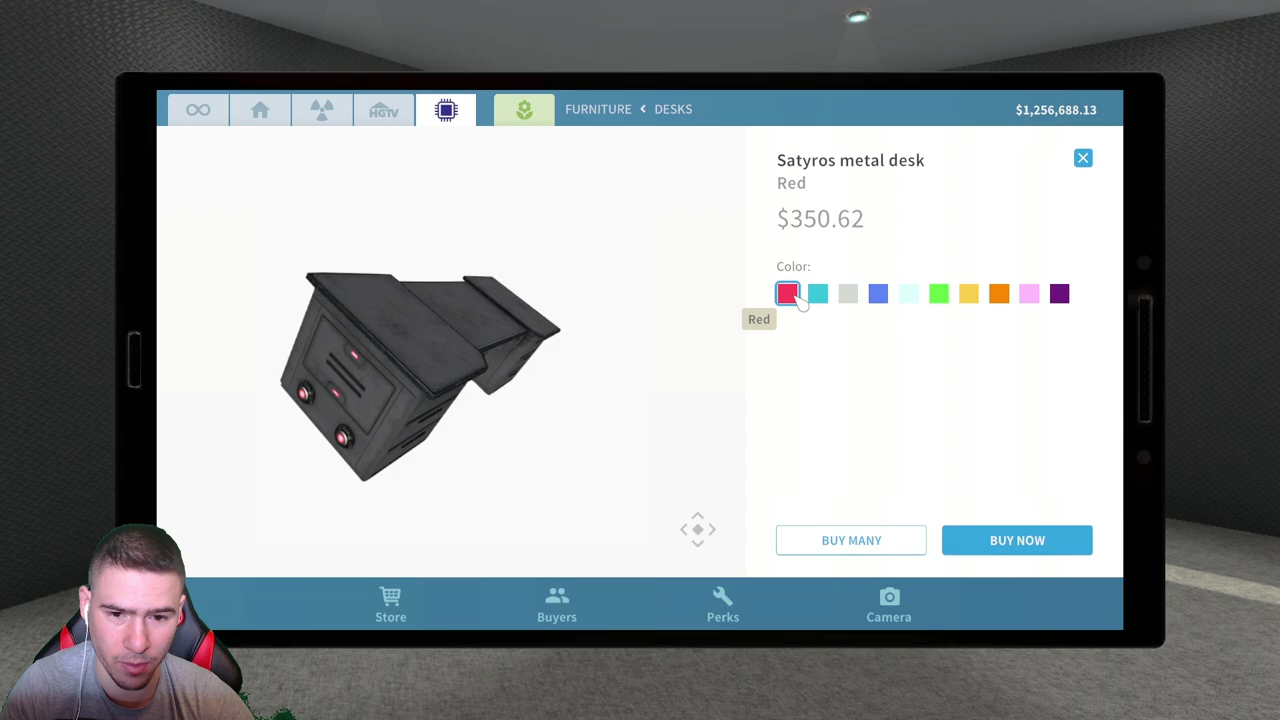 HGTV
FURNITURE < DESKS
$1,256,688.13
Satyros metal desk
Red
$350.62
Color:
Red
BUY MANY
BUY NOW
Store
Buyers
Perks
Camera